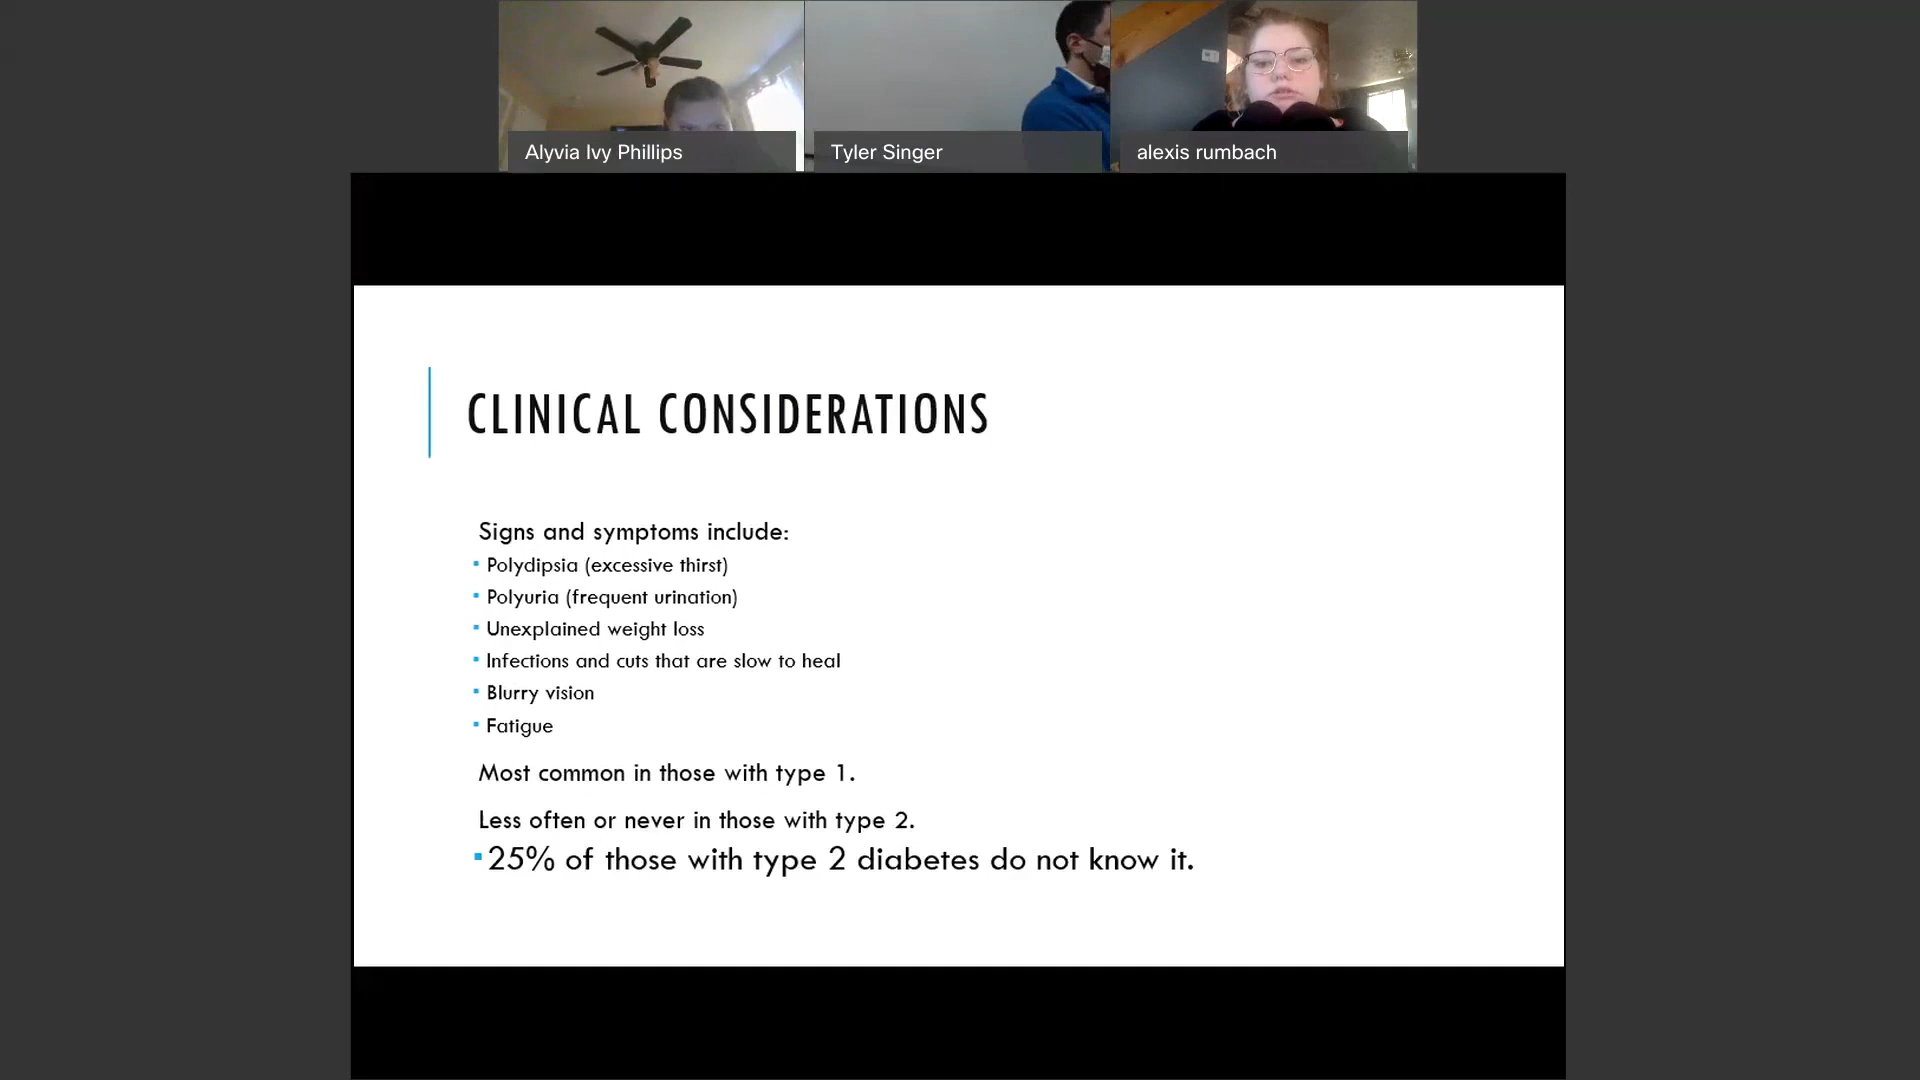 Alyvia Ivy Phillips
Tyler Singer
alexis rumbach
CLINICAL CONSIDERATIONS
Signs and symptoms include:
▪ Polydipsia (excessive thirst)
▪ Polyuria (frequent urination)
▪ Unexplained weight loss
▪ Infections and cuts that are slow to heal
▪ Blurry vision
▪ Fatigue
Most common in those with type 1.
Less often or never in those with type 2.
▪ 25% of those with type 2 diabetes do not know it.